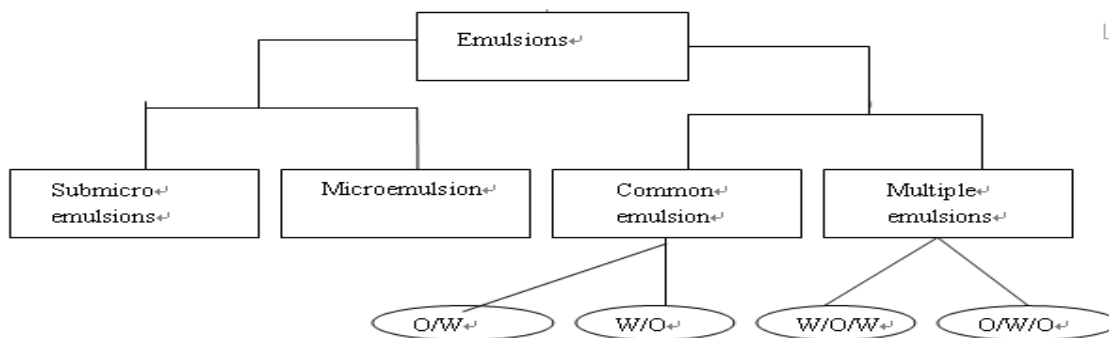 Emulsions↵
Submicro↵
emulsions↵
Microemulsion↵
Common↵
emulsion↵
Multiple↵
emulsions↵
O/W↵
W/O↵
W/O/W↵
O/W/O↵